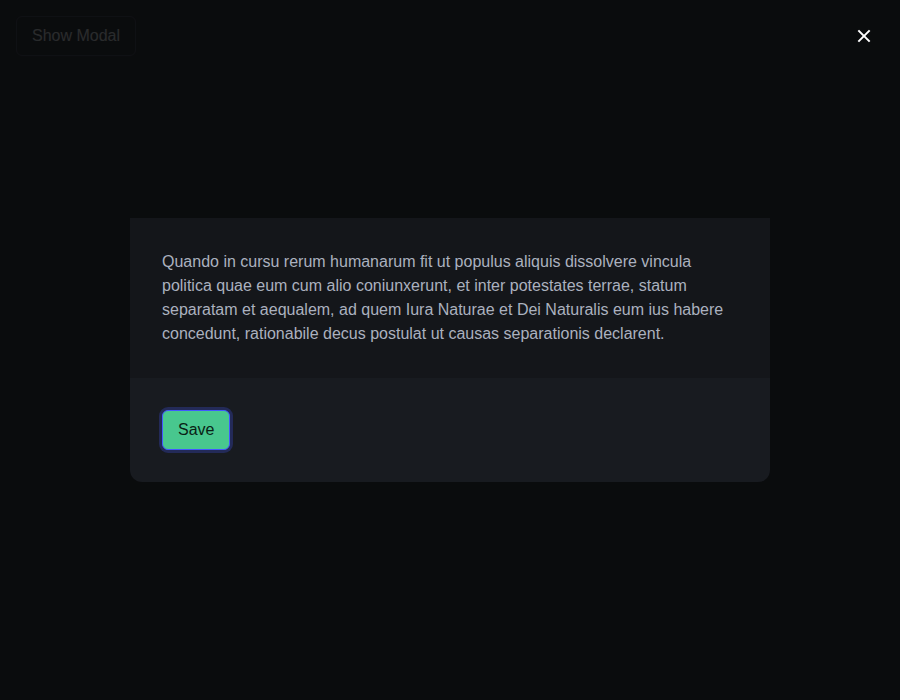 Show Modal
Quando in cursu rerum humanarum fit ut populus aliquis dissolvere vincula
politica quae eum cum alio coniunxerunt, et inter potestates terrae, statum
separatam et aequalem, ad quem Iura Naturae et Dei Naturalis eum ius habere
concedunt, rationabile decus postulat ut causas separationis declarent.
Save